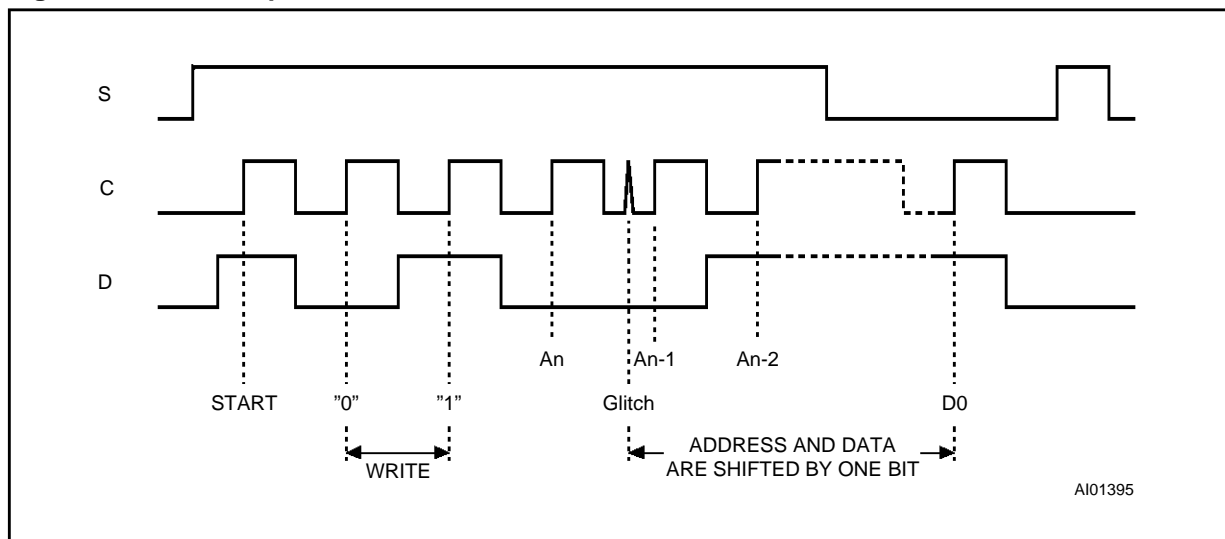 S
C
D
An
An-1
An-2
START
”0”
”1”
Glitch
D0
WRITE
ADDRESS AND DATA
ARE SHIFTED BY ONE BIT
AI01395